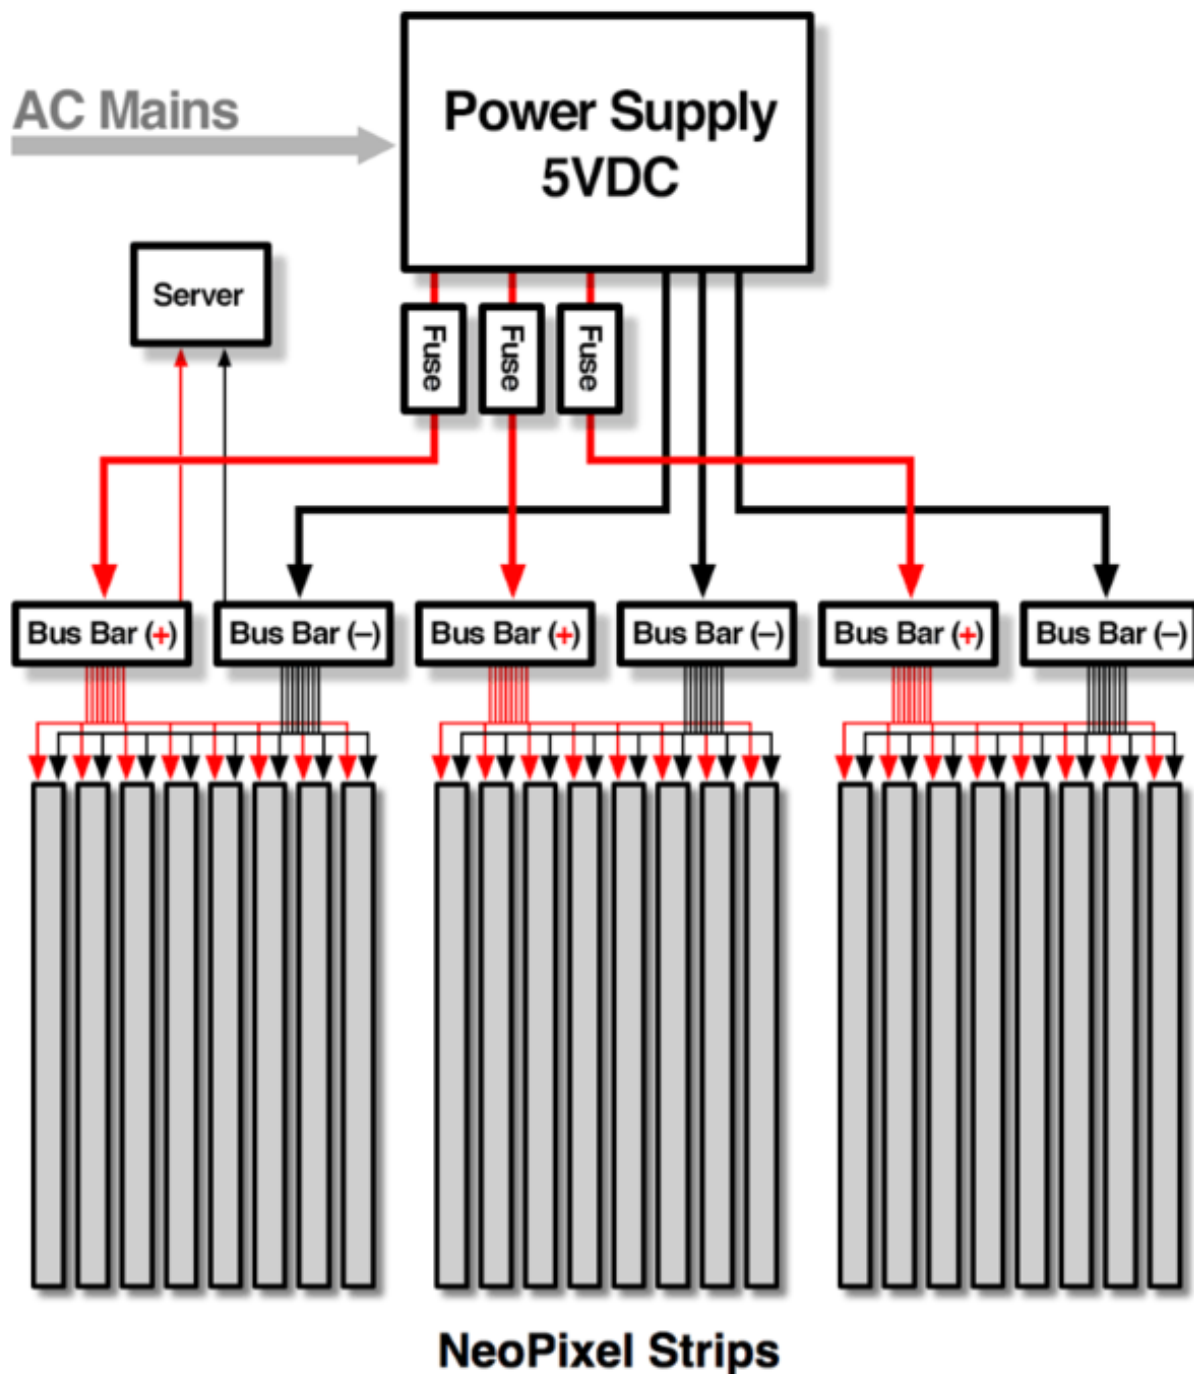 AC Mains
Power Supply
5VDC
Server
Fuse
Fuse
Fuse
Bus Bar (+)
Bus Bar (–)
Bus Bar (+)
Bus Bar (–)
Bus Bar (+)
Bus Bar (–)
NeoPixel Strips